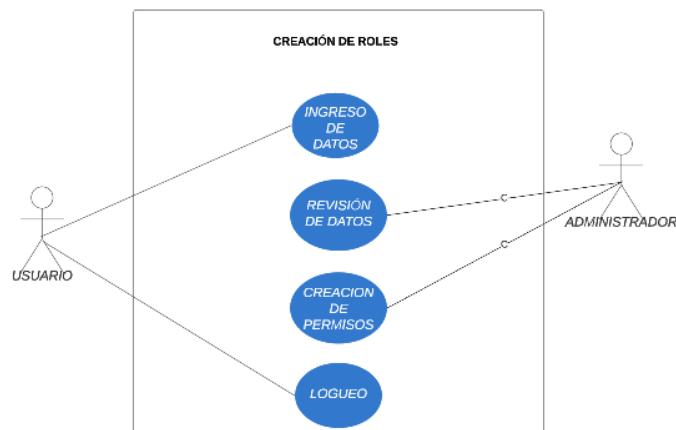 CREACIÓN DE ROLES
INGRESO
DE
DATOS
REVISIÓN
DE DATOS
C
ADMINISTRADOR
C
USUARIO
CREACION
DE
PERMISOS
LOGUEO